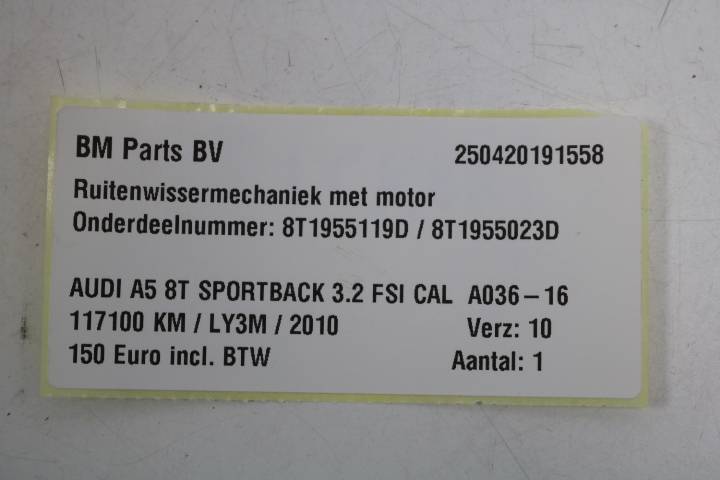 BM Parts BV 250420191558
Ruitenwissermechaniek met motor
Onderdeelnummer: 8T1955119D / 8T1955023D
AUDI A5 8T SPORTBACK 3.2 FSI CAL A036-16
117100 KM / LY3M / 2010 Verz: 10
150 Euro incl. BTW Aantal: 1